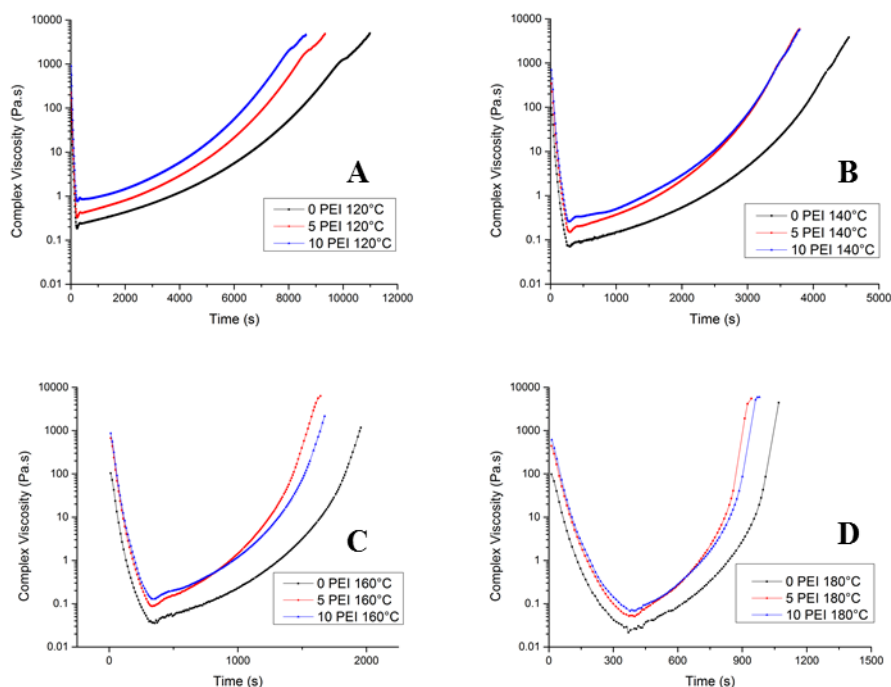 10000
1000
100
10
1
0.1
0.01
Complex Viscosity (Pa.s)
A
0 PEI 120°C
5 PEI 120°C
10 PEI 120°C
0 2000 4000 6000 8000 10000 12000
Time (s)
10000
1000
100
10
1
0.1
0.01
Complex Viscosity (Pa.s)
B
0 PEI 140°C
5 PEI 140°C
10 PEI 140°C
0 1000 2000 3000 4000 5000
Time (s)
10000
1000
100
10
1
0.1
0.01
Complex Viscosity (Pa.s)
C
0 PEI 160°C
5 PEI 160°C
10 PEI 160°C
0 1000 2000
Time (s)
10000
1000
100
10
1
0.1
0.01
Complex Viscosity (Pa.s)
D
0 PEI 180°C
5 PEI 180°C
10 PEI 180°C
0 300 600 900 1200 1500
Time (s)